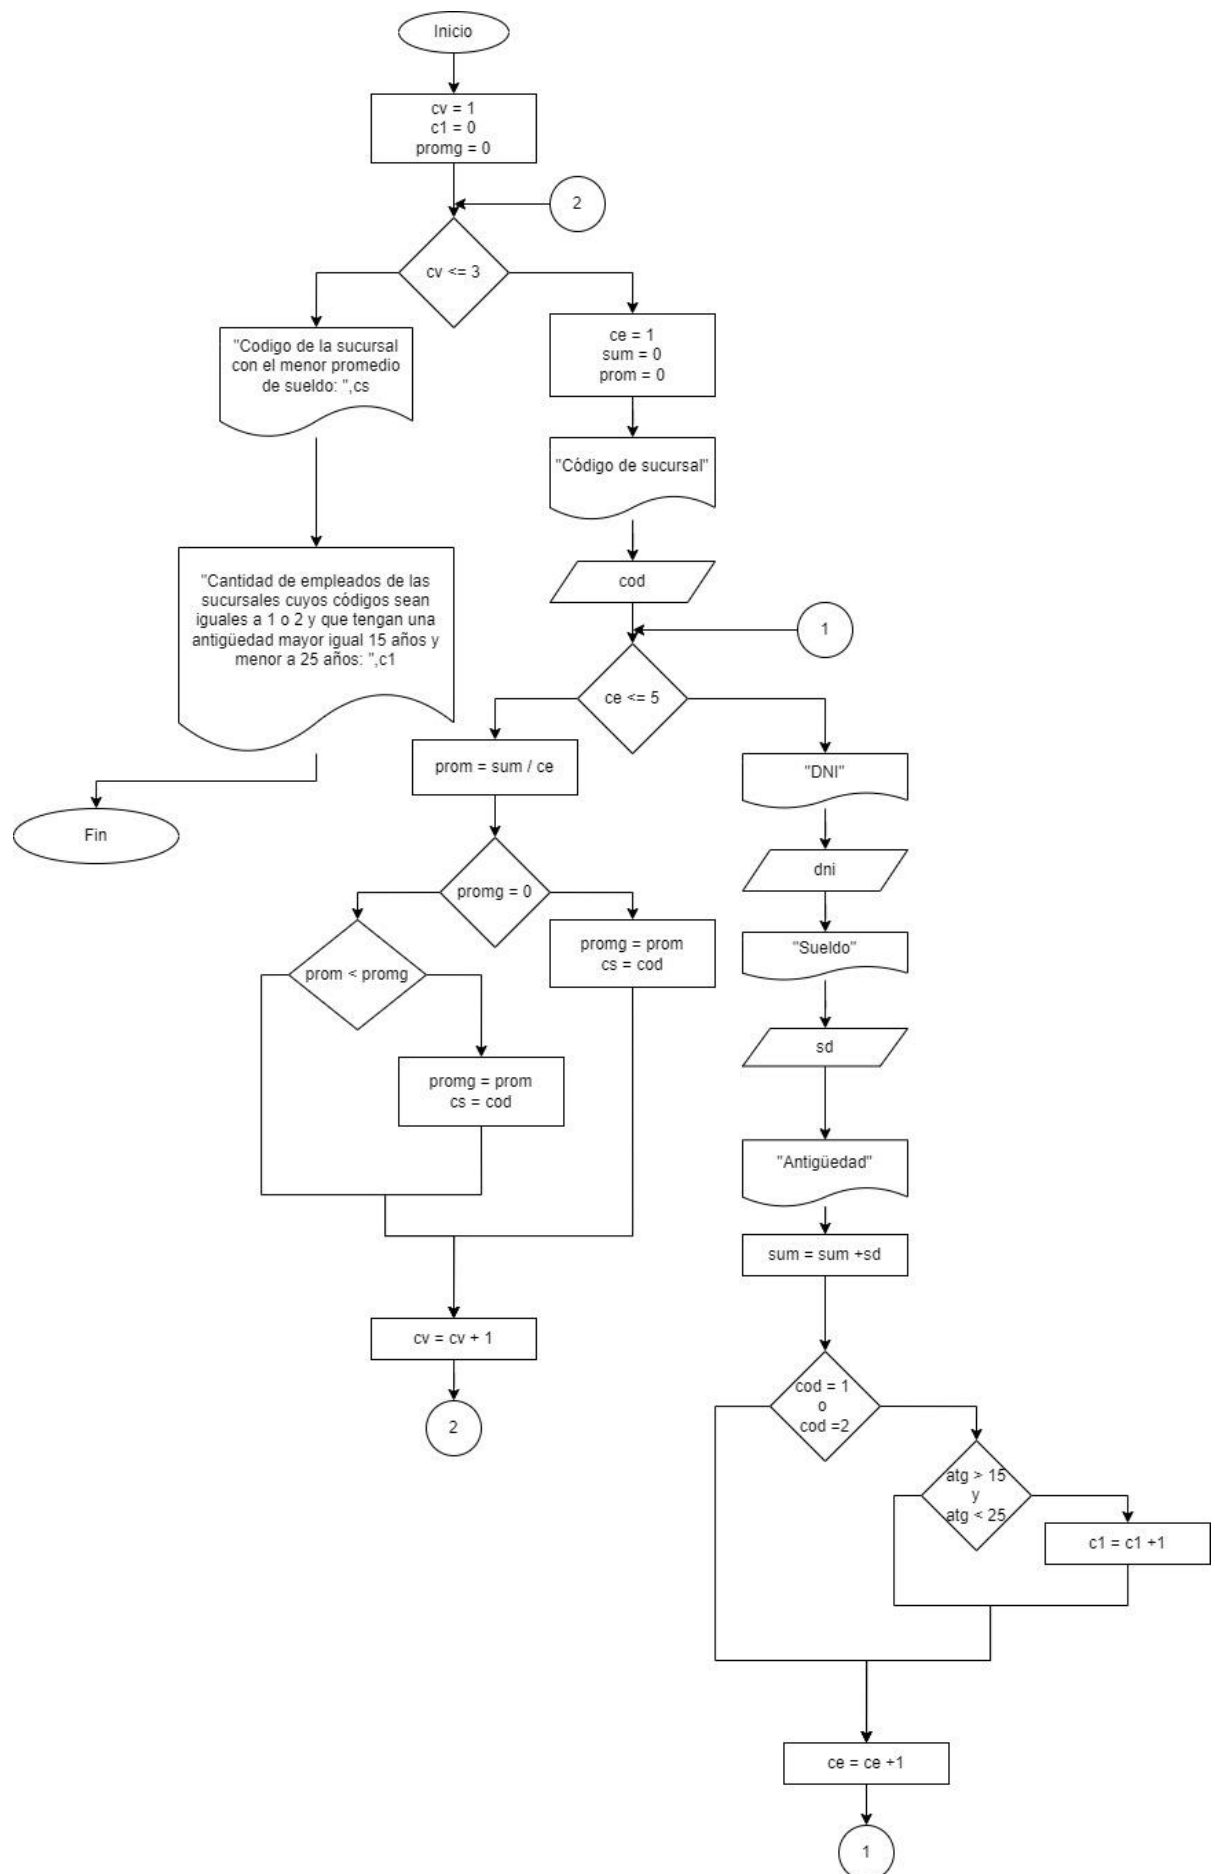 Inicio
cv = 1
c1 = 0
promg = 0
2
cv <= 3
"Codigo de la sucursal
con el menor promedio
de sueldo: ",cs
ce = 1
sum = 0
prom = 0
"Código de sucursal"
"Cantidad de empleados de las
sucursales cuyos códigos sean
iguales a 1 o 2 y que tengan una
antigüedad mayor igual 15 años y
menor a 25 años: ",c1
cod
1
ce <= 5
prom = sum / ce
"DNI"
Fin
dni
promg = 0
promg = prom
cs = cod
"Sueldo"
prom < promg
sd
promg = prom
cs = cod
"Antigüedad"
sum = sum +sd
cv = cv + 1
cod = 1
o
cod =2
2
atg > 15
y
atg < 25
c1 = c1 +1
ce = ce +1
1